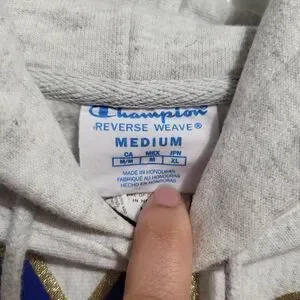 Champion
REVERSE WEAVE®
MEDIUM
CA MEX JPN
M/M M XL
MADE IN HONDURAS
FABRIQUÉ AU HONDURAS
HECHO EN HONDURAS